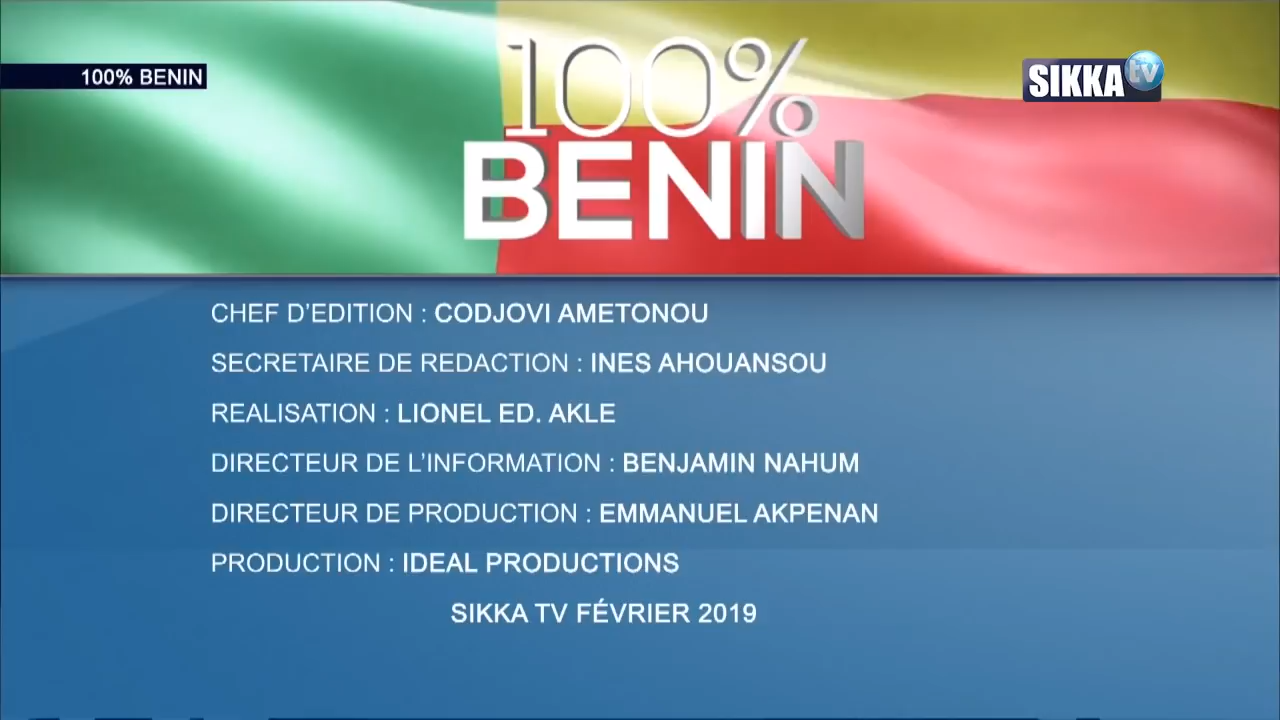 100%
BENIN
100% BENIN
SIKKA tv
CHEF D'EDITION : CODJOVI AMETONOU
SECRETAIRE DE REDACTION : INES AHOUANSOU
REALISATION : LIONEL ED. AKLE
DIRECTEUR DE L'INFORMATION : BENJAMIN NAHUM
DIRECTEUR DE PRODUCTION : EMMANUEL AKPENAN
PRODUCTION : IDEAL PRODUCTIONS
SIKKA TV FÉVRIER 2019